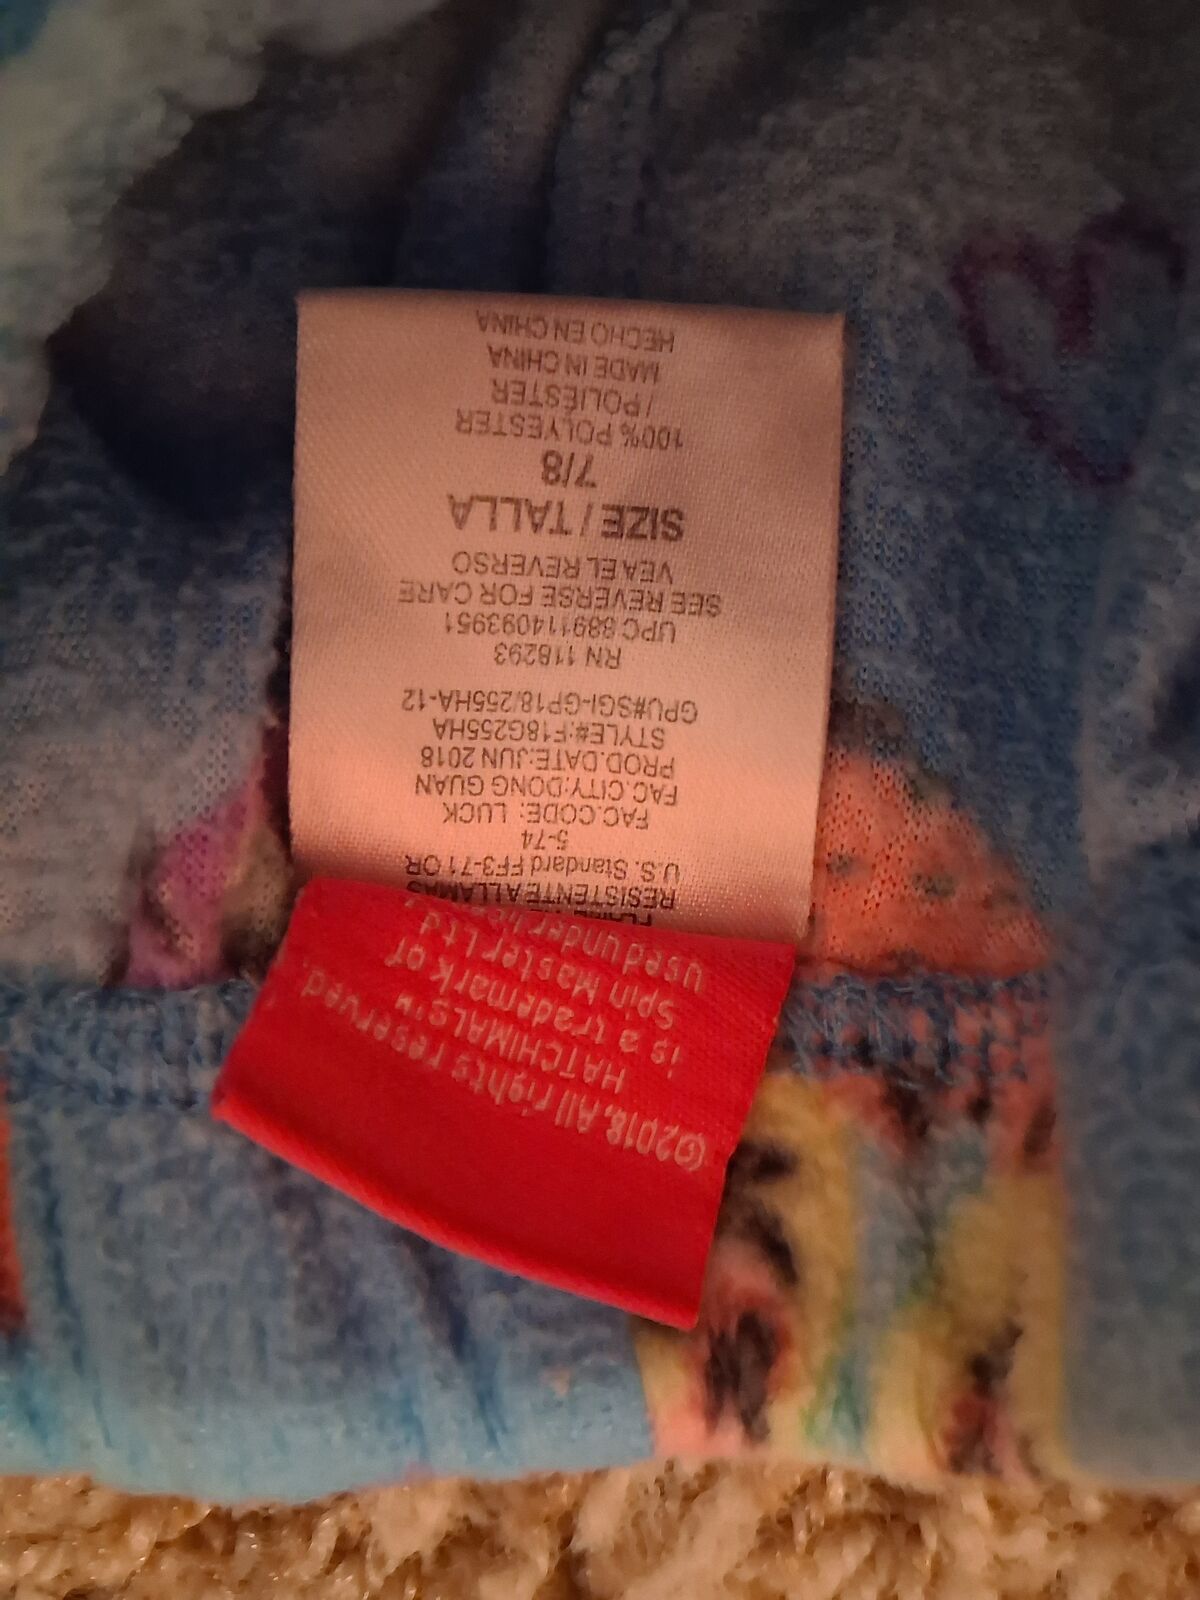 ©2018. All rights reserved.
HATCHIMALS™
is a trademark of
Spin Master Ltd
Used under
RESISTENTE A LLAMAS
U.S. Standard FF3-71 OR
5-74
FAC.CODE: LUCK
FAC.CITY:DONG GUAN
PROD.DATE:JUN 2018
STYLE#:F18G255HA
GPU#SGI-GP18/255HA-12
RN 118293
UPC 889114093951
SEE REVERSE FOR CARE
VEA EL REVERSO
SIZE / TALLA
7/8
100% POLYESTER
/ POLIÉSTER
MADE IN CHINA
HECHO EN CHINA